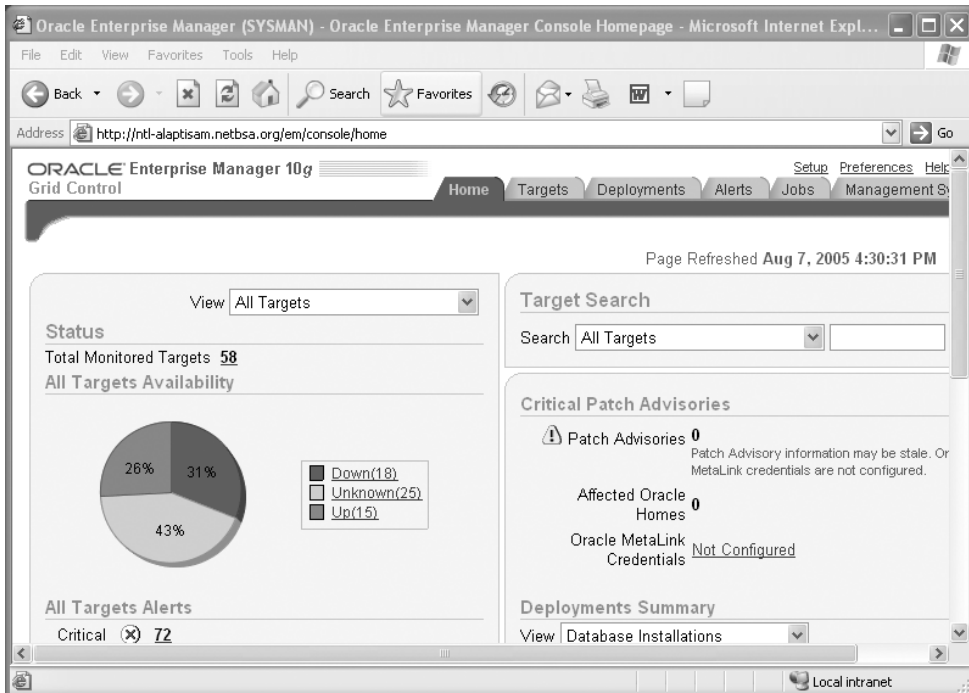 Oracle Enterprise Manager (SYSMAN) - Oracle Enterprise Manager Console Homepage - Microsoft Internet Expl...
File Edit View Favorites Tools Help
Back Search Favorites
Address http://ntl-alaptisam.netbsa.org/em/console/home Go
ORACLE Enterprise Manager 10g
Grid Control
Setup Preferences Help
Home Targets Deployments Alerts Jobs Management Sy
Page Refreshed Aug 7, 2005 4:30:31 PM
View All Targets
Status
Total Monitored Targets 58
All Targets Availability
26% 31%
43%
Down(18)
Unknown(25)
Up(15)
All Targets Alerts
Critical 72
Target Search
Search All Targets
Critical Patch Advisories
Patch Advisories 0
Patch Advisory information may be stale. Or
MetaLink credentials are not configured.
Affected Oracle
Homes 0
Oracle MetaLink
Credentials Not Configured
Deployments Summary
View Database Installations
Local intranet